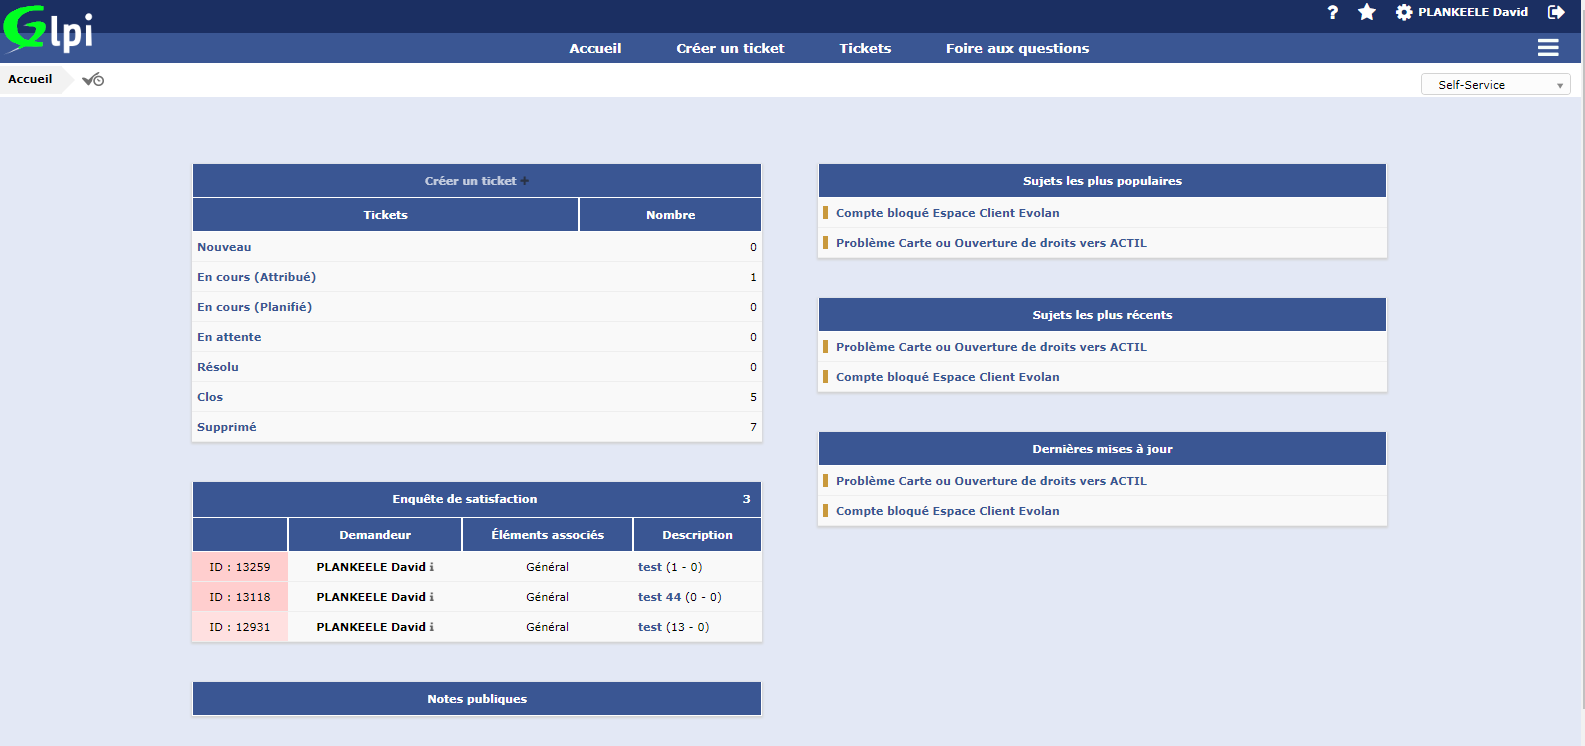 Glpi
? PLANKEELE David
Accueil Créer un ticket Tickets Foire aux questions
Accueil
Self-Service
Créer un ticket +
Tickets Nombre
Nouveau 0
En cours (Attribué) 1
En cours (Planifié) 0
En attente 0
Résolu 0
Clos 5
Supprimé 7
Enquête de satisfaction 3
Demandeur Éléments associés Description
ID : 13259 PLANKEELE David i Général test (1 - 0)
ID : 13118 PLANKEELE David i Général test 44 (0 - 0)
ID : 12931 PLANKEELE David i Général test (13 - 0)
Notes publiques
Sujets les plus populaires
Compte bloqué Espace Client Evolan
Problème Carte ou Ouverture de droits vers ACTIL
Sujets les plus récents
Problème Carte ou Ouverture de droits vers ACTIL
Compte bloqué Espace Client Evolan
Dernières mises à jour
Problème Carte ou Ouverture de droits vers ACTIL
Compte bloqué Espace Client Evolan